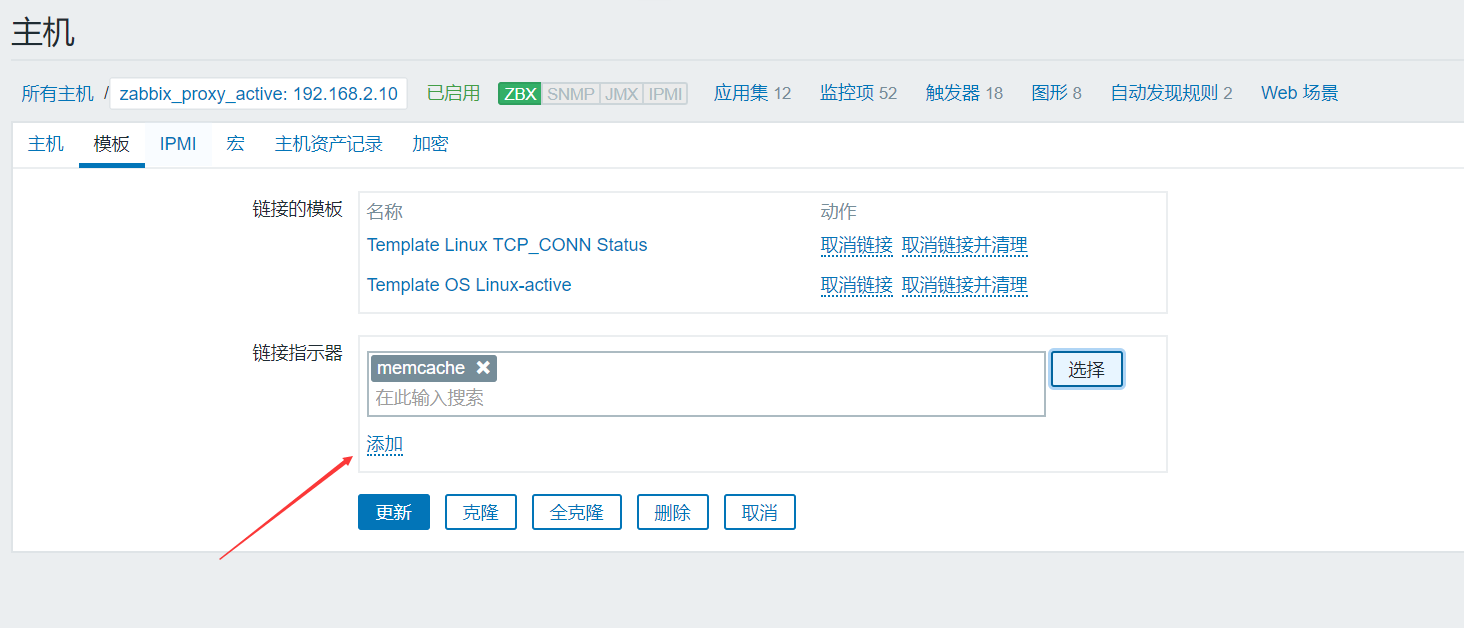 主机
所有主机 / zabbix_proxy_active: 192.168.2.10 已启用 ZBX SNMP JMX IPMI 应用集 12 监控项 52 触发器 18 图形 8 自动发现规则 2 Web 场景
主机 模板 IPMI 宏 主机资产记录 加密
链接的模板 名称 动作
Template Linux TCP_CONN Status 取消链接 取消链接并清理
Template OS Linux-active 取消链接 取消链接并清理
链接指示器 memcache ✖ 选择
在此输入搜索
添加
更新 克隆 全克隆 删除 取消